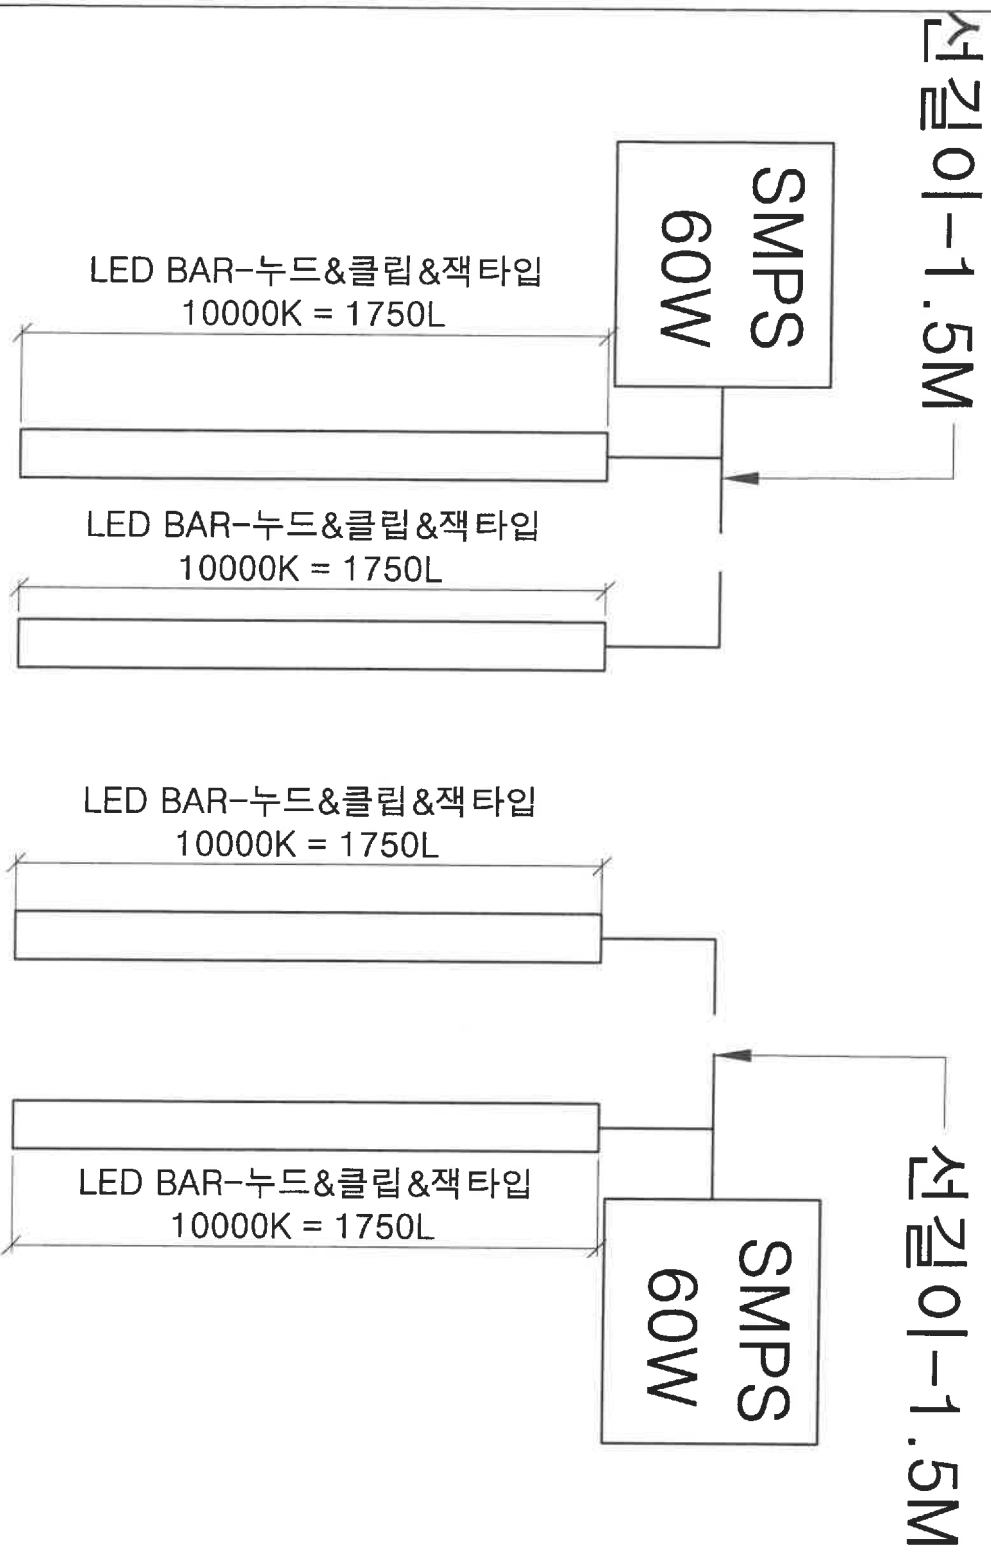 선길이-1.5M
SMPS
60W
LED BAR-누드&클립&잭타입
10000K = 1750L
LED BAR-누드&클립&잭타입
10000K = 1750L
LED BAR-누드&클립&잭타입
10000K = 1750L
LED BAR-누드&클립&잭타입
10000K = 1750L
SMPS
60W
선길이-1.5M